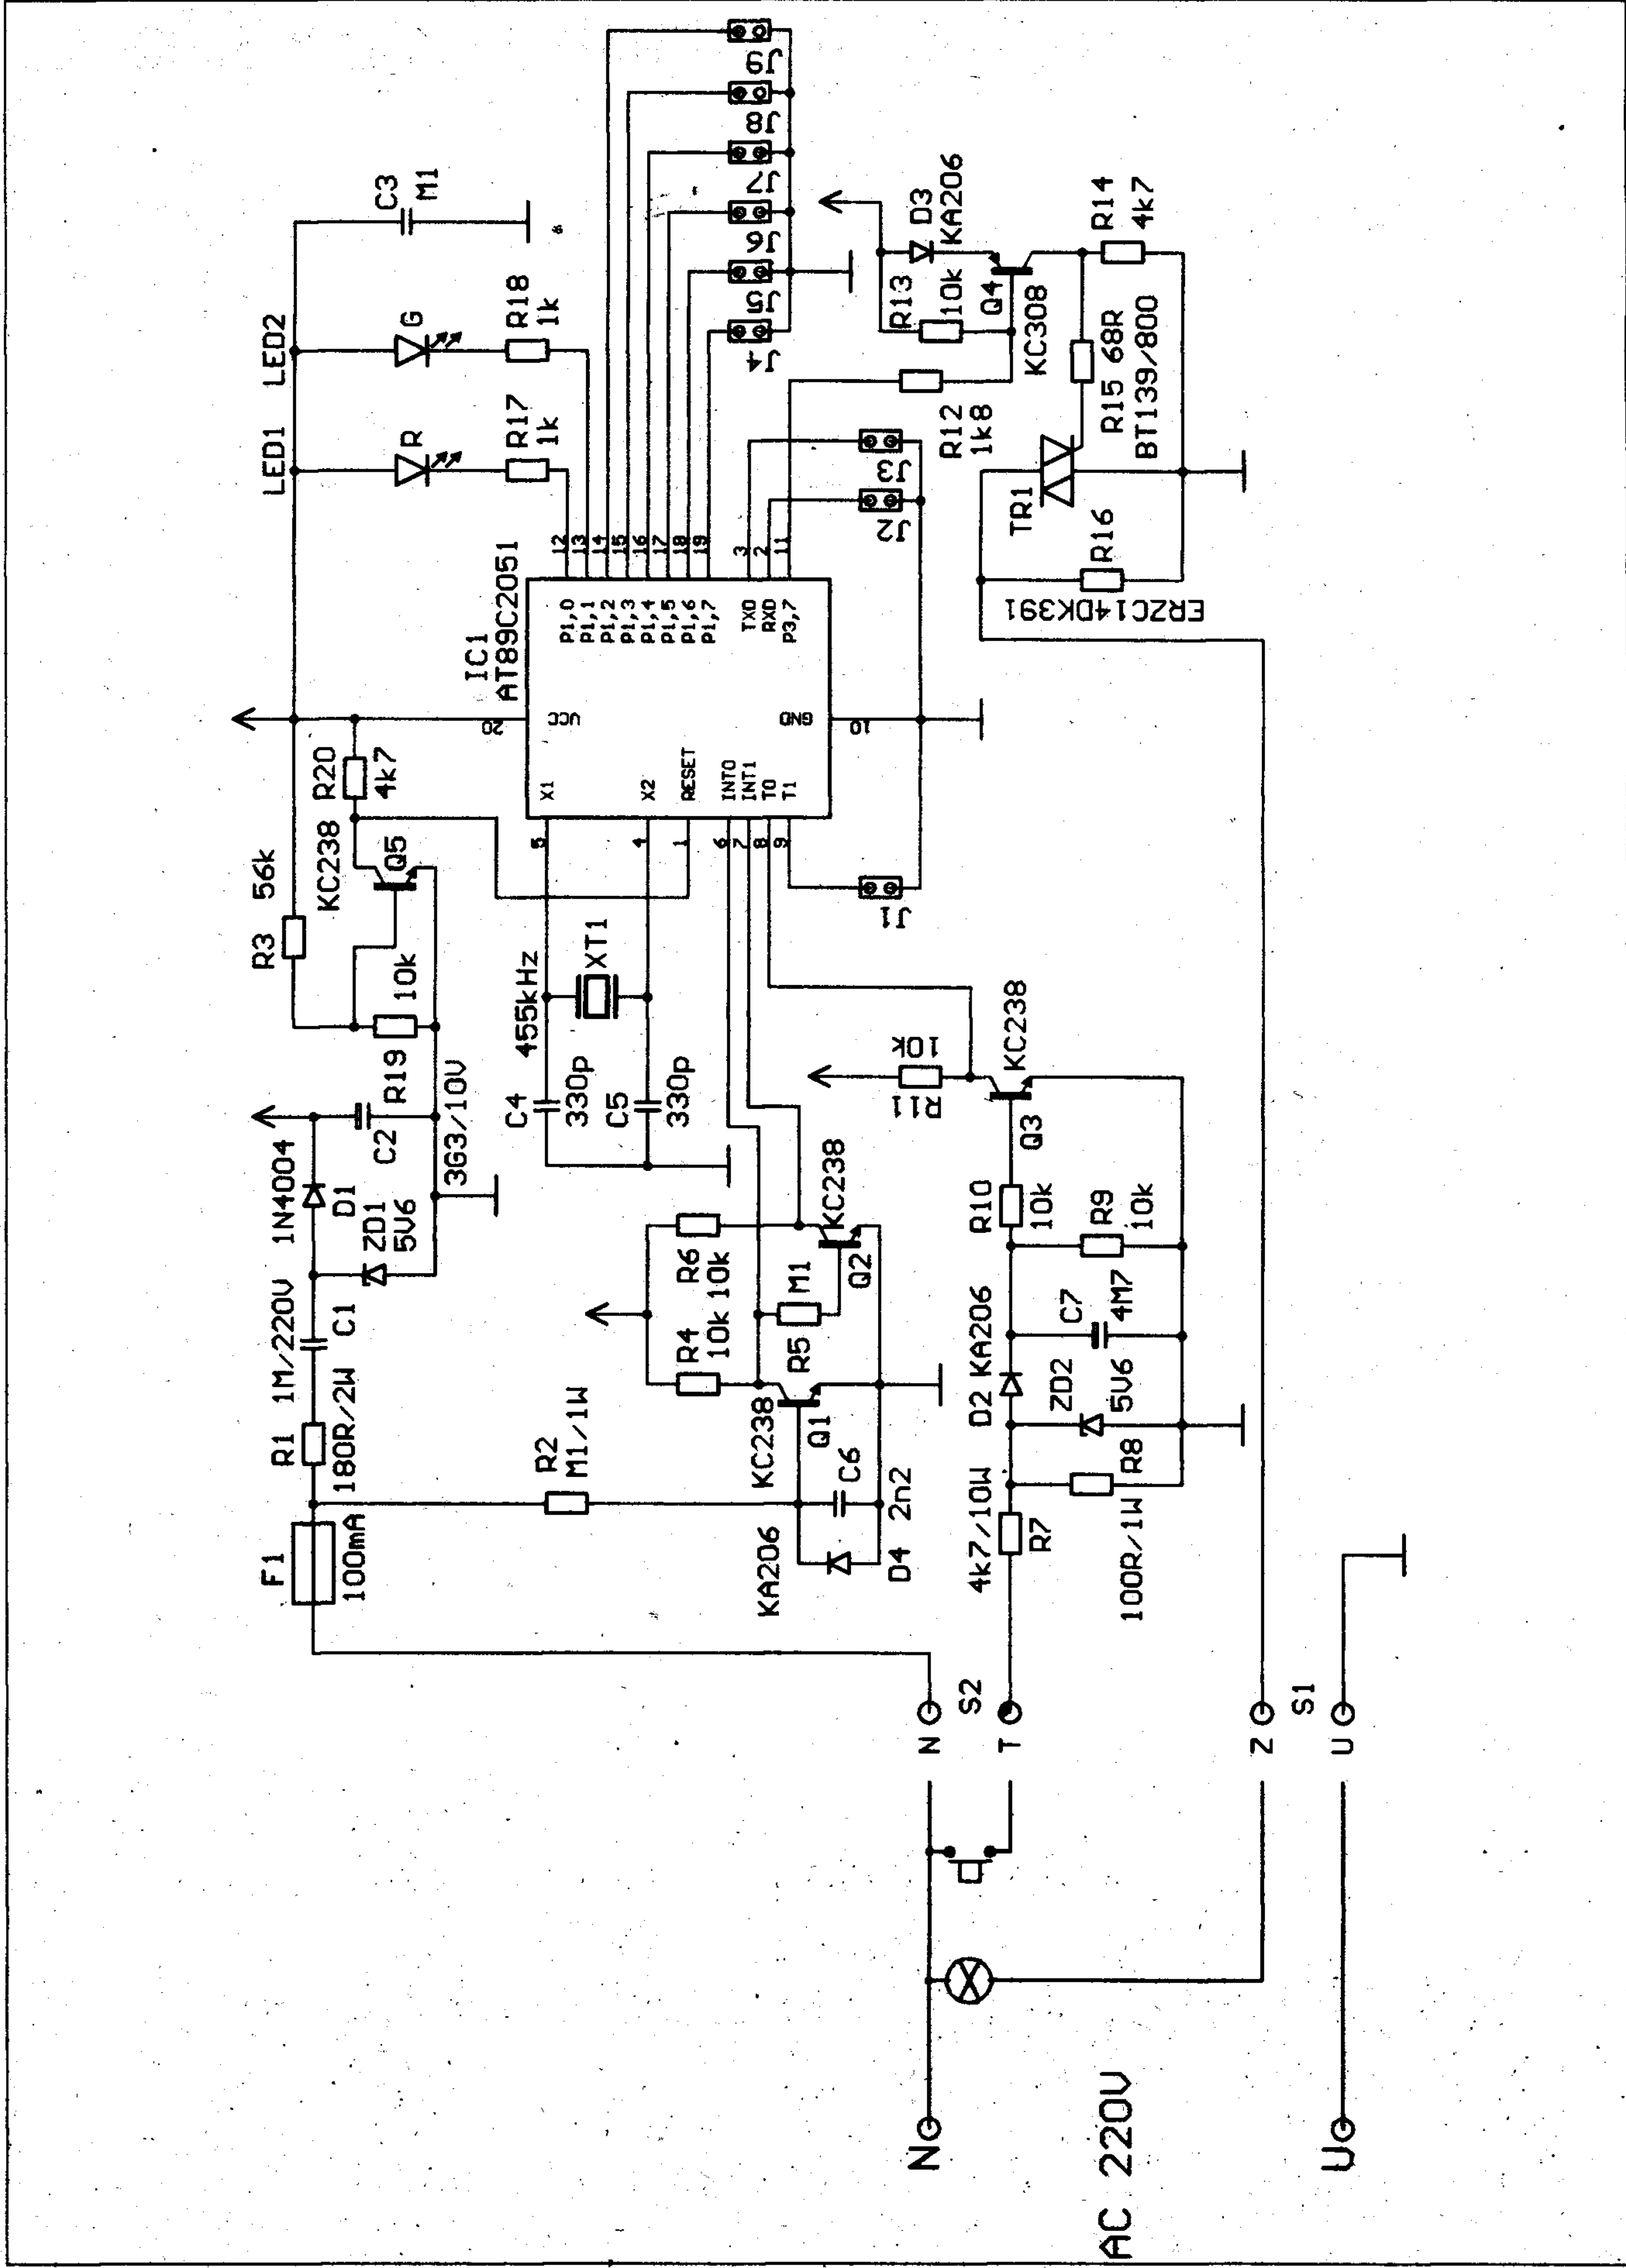 F1
100mA
R1
180R/2W
1M/220V
C1
1N4004
D1
ZD1
5V6
C2
3G3/10V
R19
10k
R3
56k
KC238
Q5
R20
4k7
LED1
LED2
R
G
R17
1k
R18
1k
C3
M1
IC1
AT89C2051
20
VCC
X1
X2
RESET
INT0
INT1
T0
T1
5
4
1
6
7
8
9
GND
10
P1,0
P1,1
P1,2
P1,3
P1,4
P1,5
P1,6
P1,7
TXD
RXD
P3,7
12
13
14
15
16
17
18
19
3
2
11
J9
J8
J7
J6
J5
J4
J3
J2
J1
455kHz
XT1
C4
330p
C5
330p
R2
M1/1W
R4
10k
R6
10k
R5
M1
KC238
Q1
KC238
Q2
KA206
D4
C6
2n2
4k7/10W
R7
100R/1W
R8
D2 KA206
ZD2
5V6
C7
4M7
R10
10k
R9
10k
R11
10k
Q3
KC238
R12
1k8
R13
10k
D3
KA206
Q4
KC308
R14
4k7
R15 68R
BT139/800
TR1
R16
ERZC14DK391
N
S2
T
Z
S1
U
N
AC 220V
U